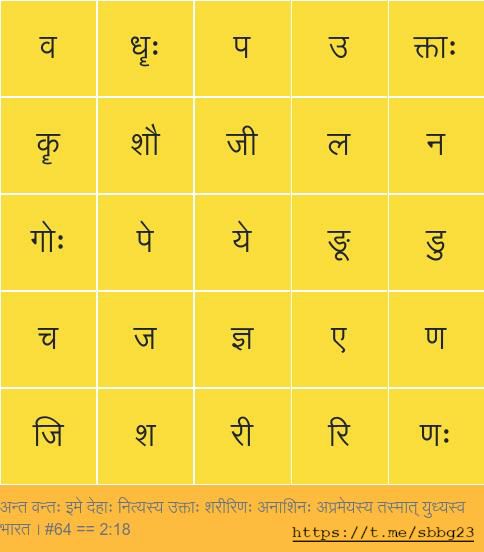 व धॄः प उ क्ताः
कॄ शौ जी ल न
गोः पे ये ङू डु
च ज ज्ञ ए ण
जि श री रि णः
अन्त वन्तः इमे देहाः नित्यस्य उक्ताः शरीरिणः अनाशिनः अप्रमेयस्य तस्मात् युध्यस्व
भारत । #64 == 2:18 https://t.me/sbbg23